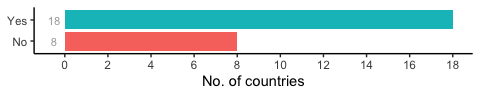 Yes 18
No 8
0 2 4 6 8 10 12 14 16 18
No. of countries